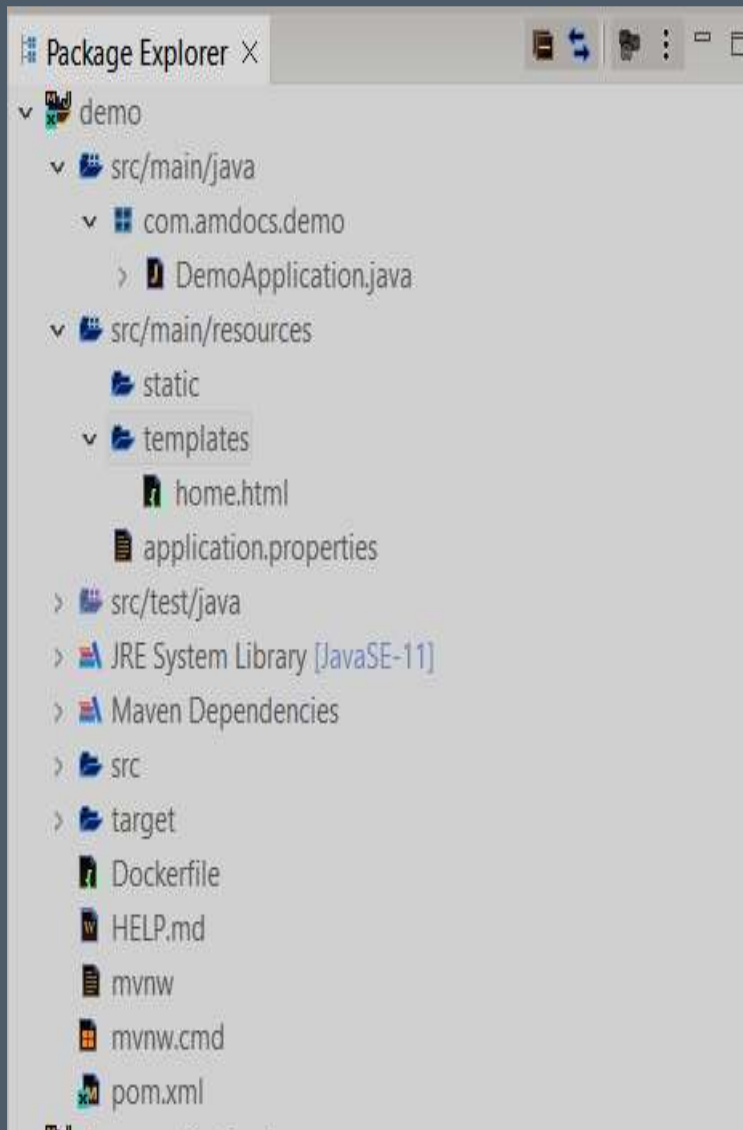 Package Explorer
demo
src/main/java
com.amdocs.demo
DemoApplication.java
src/main/resources
static
templates
home.html
application.properties
src/test/java
JRE System Library [JavaSE-11]
Maven Dependencies
src
target
Dockerfile
HELP.md
mvnw
mvnw.cmd
pom.xml